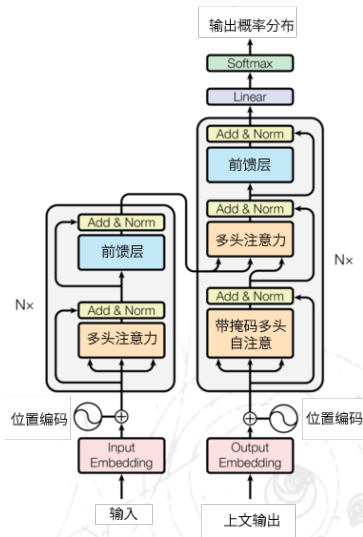 输出概率分布
Softmax
Linear
Add & Norm
前馈层
Add & Norm
多头注意力
Add & Norm
带掩码多头
自注意
N×
Add & Norm
前馈层
Add & Norm
多头注意力
N×
位置编码
位置编码
Input
Embedding
Output
Embedding
输入
上文输出